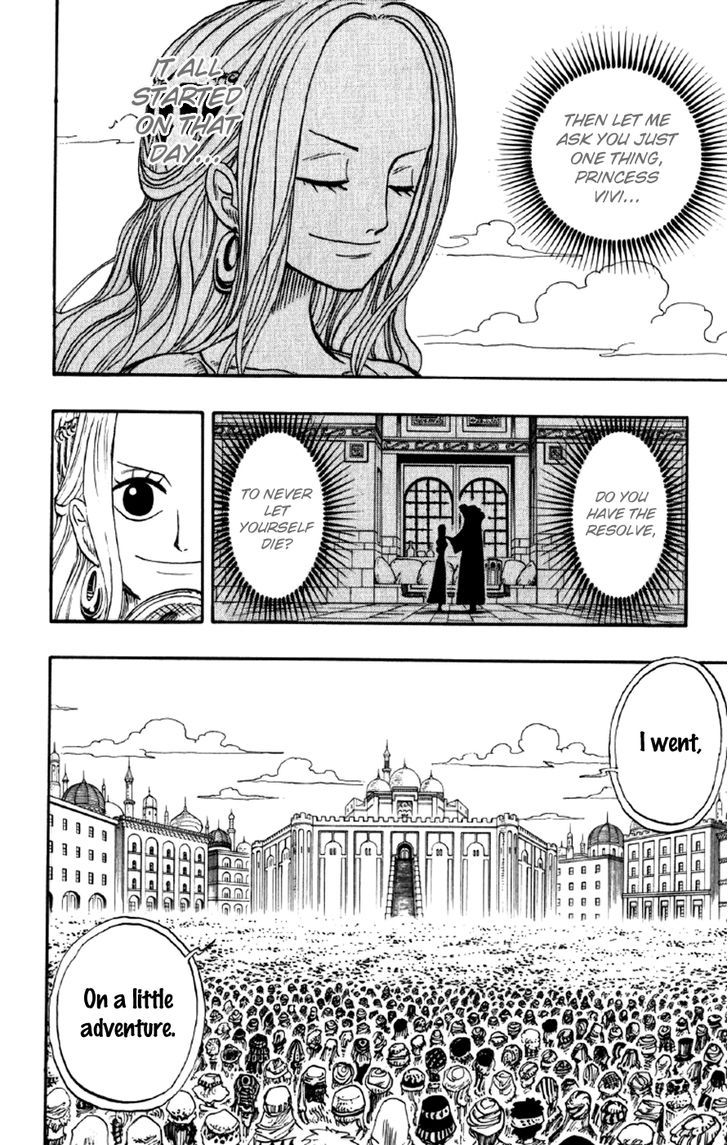 THEN LET ME
ASK YOU JUST
ONE THING,
PRINCESS
VIVI...
IT ALL
STARTED
ON THAT
DAY...
DO YOU
HAVE THE
RESOLVE,
TO NEVER
LET
YOURSELF
DIE?
I went,
On a little
adventure.